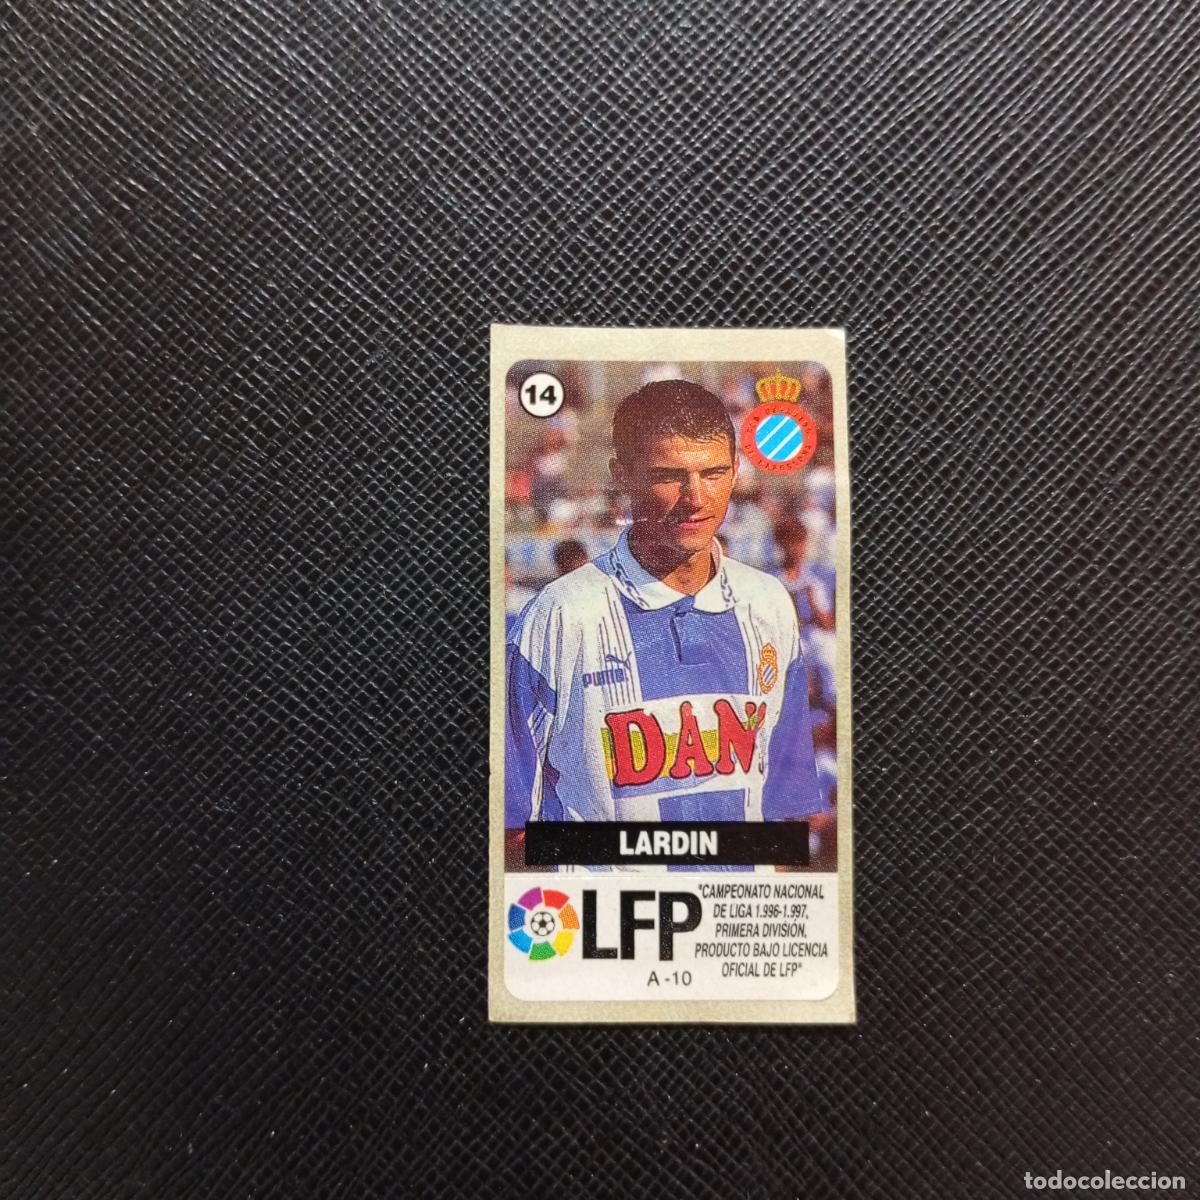 14
PUMA
DAN
LARDIN
LFP
"CAMPEONATO NACIONAL
DE LIGA 1.996-1.997,
PRIMERA DIVISIÓN,
PRODUCTO BAJO LICENCIA
OFICIAL DE LFP"
A -10
todocoleccion